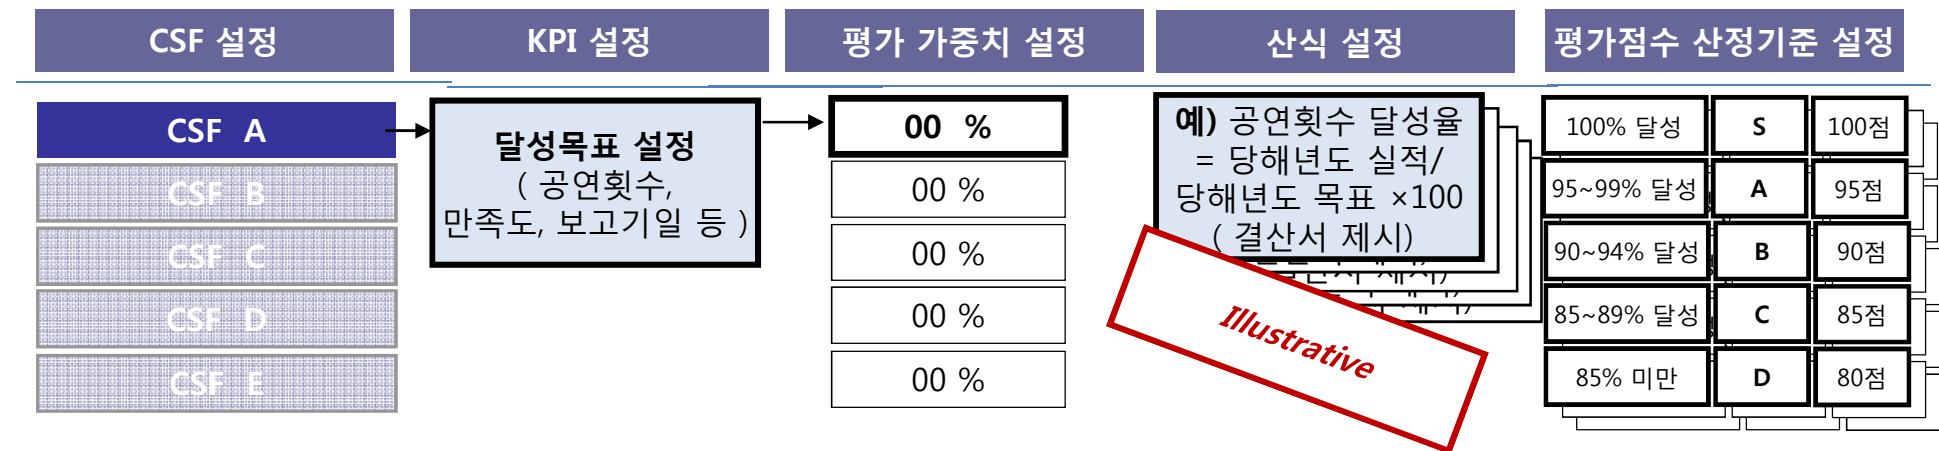 CSF 설정
KPI 설정
평가 가중치 설정
산식 설정
평가점수 산정기준 설정
CSF A
CSF B
CSF C
CSF D
CSF E
달성목표 설정
( 공연횟수,
만족도, 보고기일 등 )
00 %
00 %
00 %
00 %
00 %
예) 공연횟수 달성율
= 당해년도 실적/
당해년도 목표 ×100
( 결산서 제시)
Illustrative
100% 달성 S 100점
95~99% 달성 A 95점
90~94% 달성 B 90점
85~89% 달성 C 85점
85% 미만 D 80점